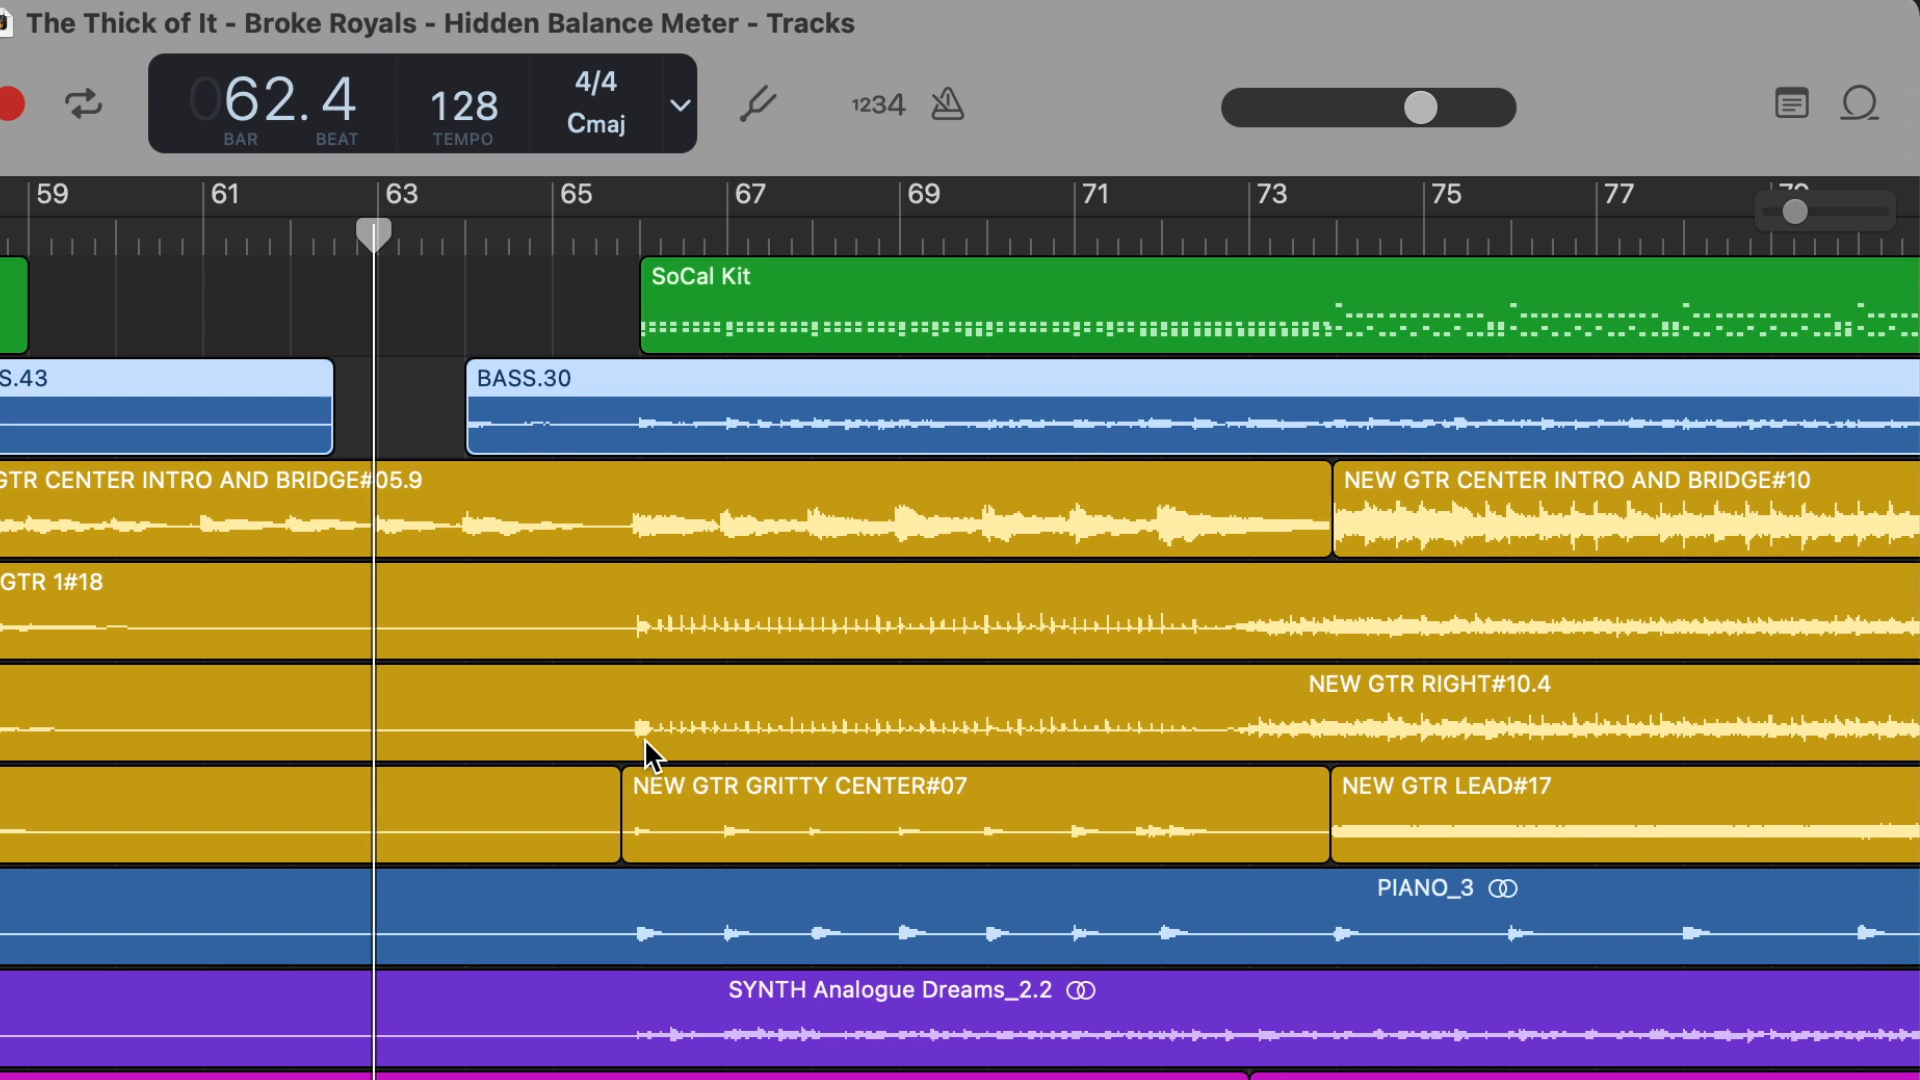 The Thick of It - Broke Royals - Hidden Balance Meter - Tracks
062.4
BAR BEAT
128
TEMPO
4/4
Cmaj
1234
59 61 63 65 67 69 71 73 75 77 79
SoCal Kit
S.43
BASS.30
GTR CENTER INTRO AND BRIDGE#05.9
NEW GTR CENTER INTRO AND BRIDGE#10
GTR 1#18
NEW GTR RIGHT#10.4
NEW GTR GRITTY CENTER#07
NEW GTR LEAD#17
PIANO_3
SYNTH Analogue Dreams_2.2